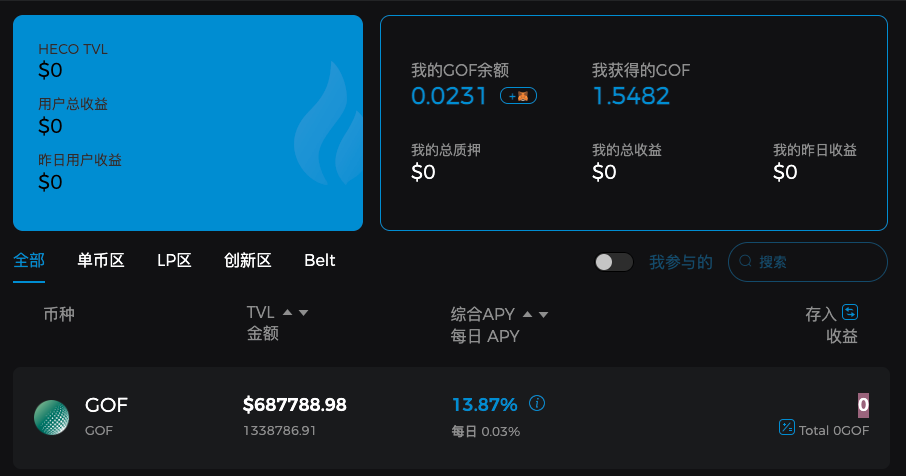 HECO TVL
$0
用户总收益
$0
昨日用户收益
$0
我的GOF余额
0.0231 +
我获得的GOF
1.5482
我的总质押
$0
我的总收益
$0
我的昨日收益
$0
全部 单币区 LP区 创新区 Belt
我参与的 搜索
币种
TVL
金额
综合APY
每日 APY
存入
收益
GOF
GOF
$687788.98
1338786.91
13.87%
每日 0.03%
0
Total 0GOF